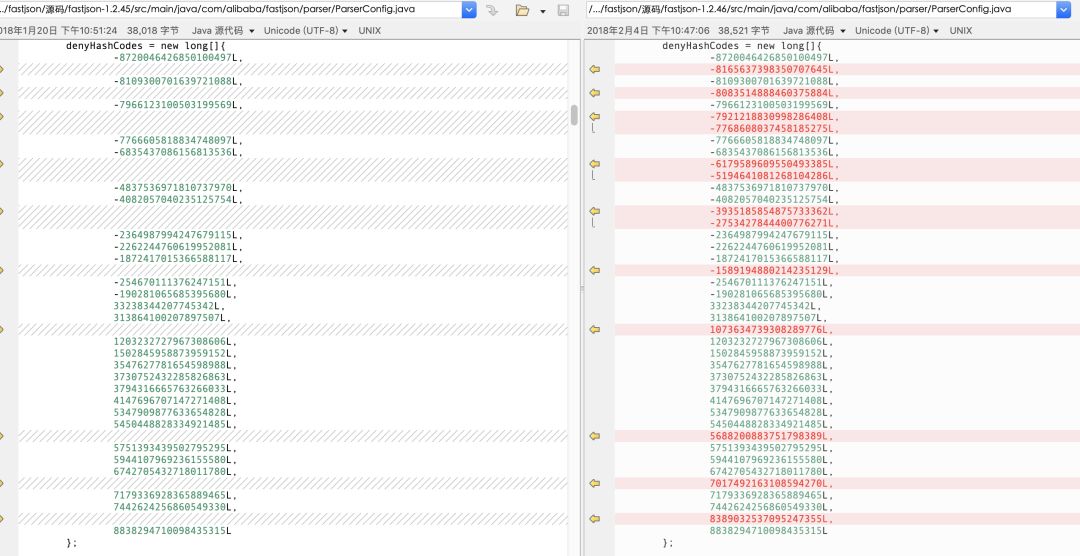 ../fastjson/源码/fastjson-1.2.45/src/main/java/com/alibaba/fastjson/parser/ParserConfig.java
018年1月20日 下午10:51:24 38,018 字节 Java 源代码 Unicode (UTF-8) UNIX
denyHashCodes = new long[]{
-8720046426850100497L,
-8109300701639721088L,
-7966123100503199569L,
-7766605818834748097L,
-6835437086156813536L,
-4837536971810737970L,
-4082057040235125754L,
-2364987994247679115L,
-2262244760619952081L,
-1872417015366588117L,
-254670111376247151L,
-190281065685395680L,
33238344207745342L,
313864100207897507L,
1203232727967308606L,
1502845958873959152L,
3547627781654598988L,
3730752432285826863L,
3794316665763266033L,
4147696707147271408L,
5347909877633654828L,
5450448828334921485L,
5751393439502795295L,
5944107969236155580L,
6742705432718011780L,
7179336928365889465L,
7442624256860549330L,
8838294710098435315L
};
/.../fastjson/源码/fastjson-1.2.46/src/main/java/com/alibaba/fastjson/parser/ParserConfig.java
2018年2月4日 下午10:47:06 38,521 字节 Java 源代码 Unicode (UTF-8) UNIX
denyHashCodes = new long[]{
-8720046426850100497L,
-8165637398350707645L,
-8109300701639721088L,
-8083514888460375884L,
-7966123100503199569L,
-7921218830998286408L,
-7768608037458185275L,
-7766605818834748097L,
-6835437086156813536L,
-6179589609550493385L,
-5194641081268104286L,
-4837536971810737970L,
-4082057040235125754L,
-3935185854875733362L,
-2753427844400776271L,
-2364987994247679115L,
-2262244760619952081L,
-1872417015366588117L,
-1589194880214235129L,
-254670111376247151L,
-190281065685395680L,
33238344207745342L,
313864100207897507L,
1073634739308289776L,
1203232727967308606L,
1502845958873959152L,
3547627781654598988L,
3730752432285826863L,
3794316665763266033L,
4147696707147271408L,
5347909877633654828L,
5450448828334921485L,
5688200883751798389L,
5751393439502795295L,
5944107969236155580L,
6742705432718011780L,
7017492163108594270L,
7179336928365889465L,
7442624256860549330L,
8389032537095247355L,
8838294710098435315L
};